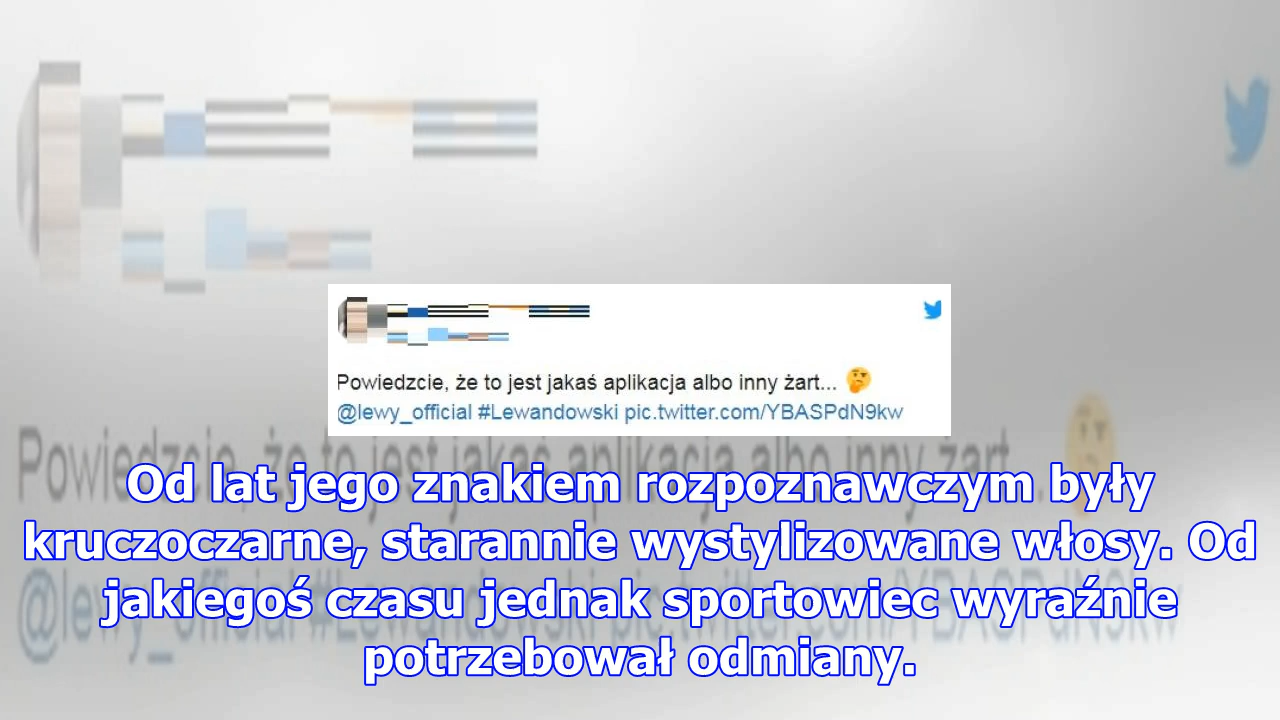 Powiedzcie, że to jest jakaś aplikacja albo inny żart... 🤔
@lewy_official #Lewandowski pic.twitter.com/YBASPdN9kw
Od lat jego znakiem rozpoznawczym były
kruczoczarne, starannie wystylizowane włosy. Od
jakiegoś czasu jednak sportowiec wyraźnie
potrzebował odmiany.